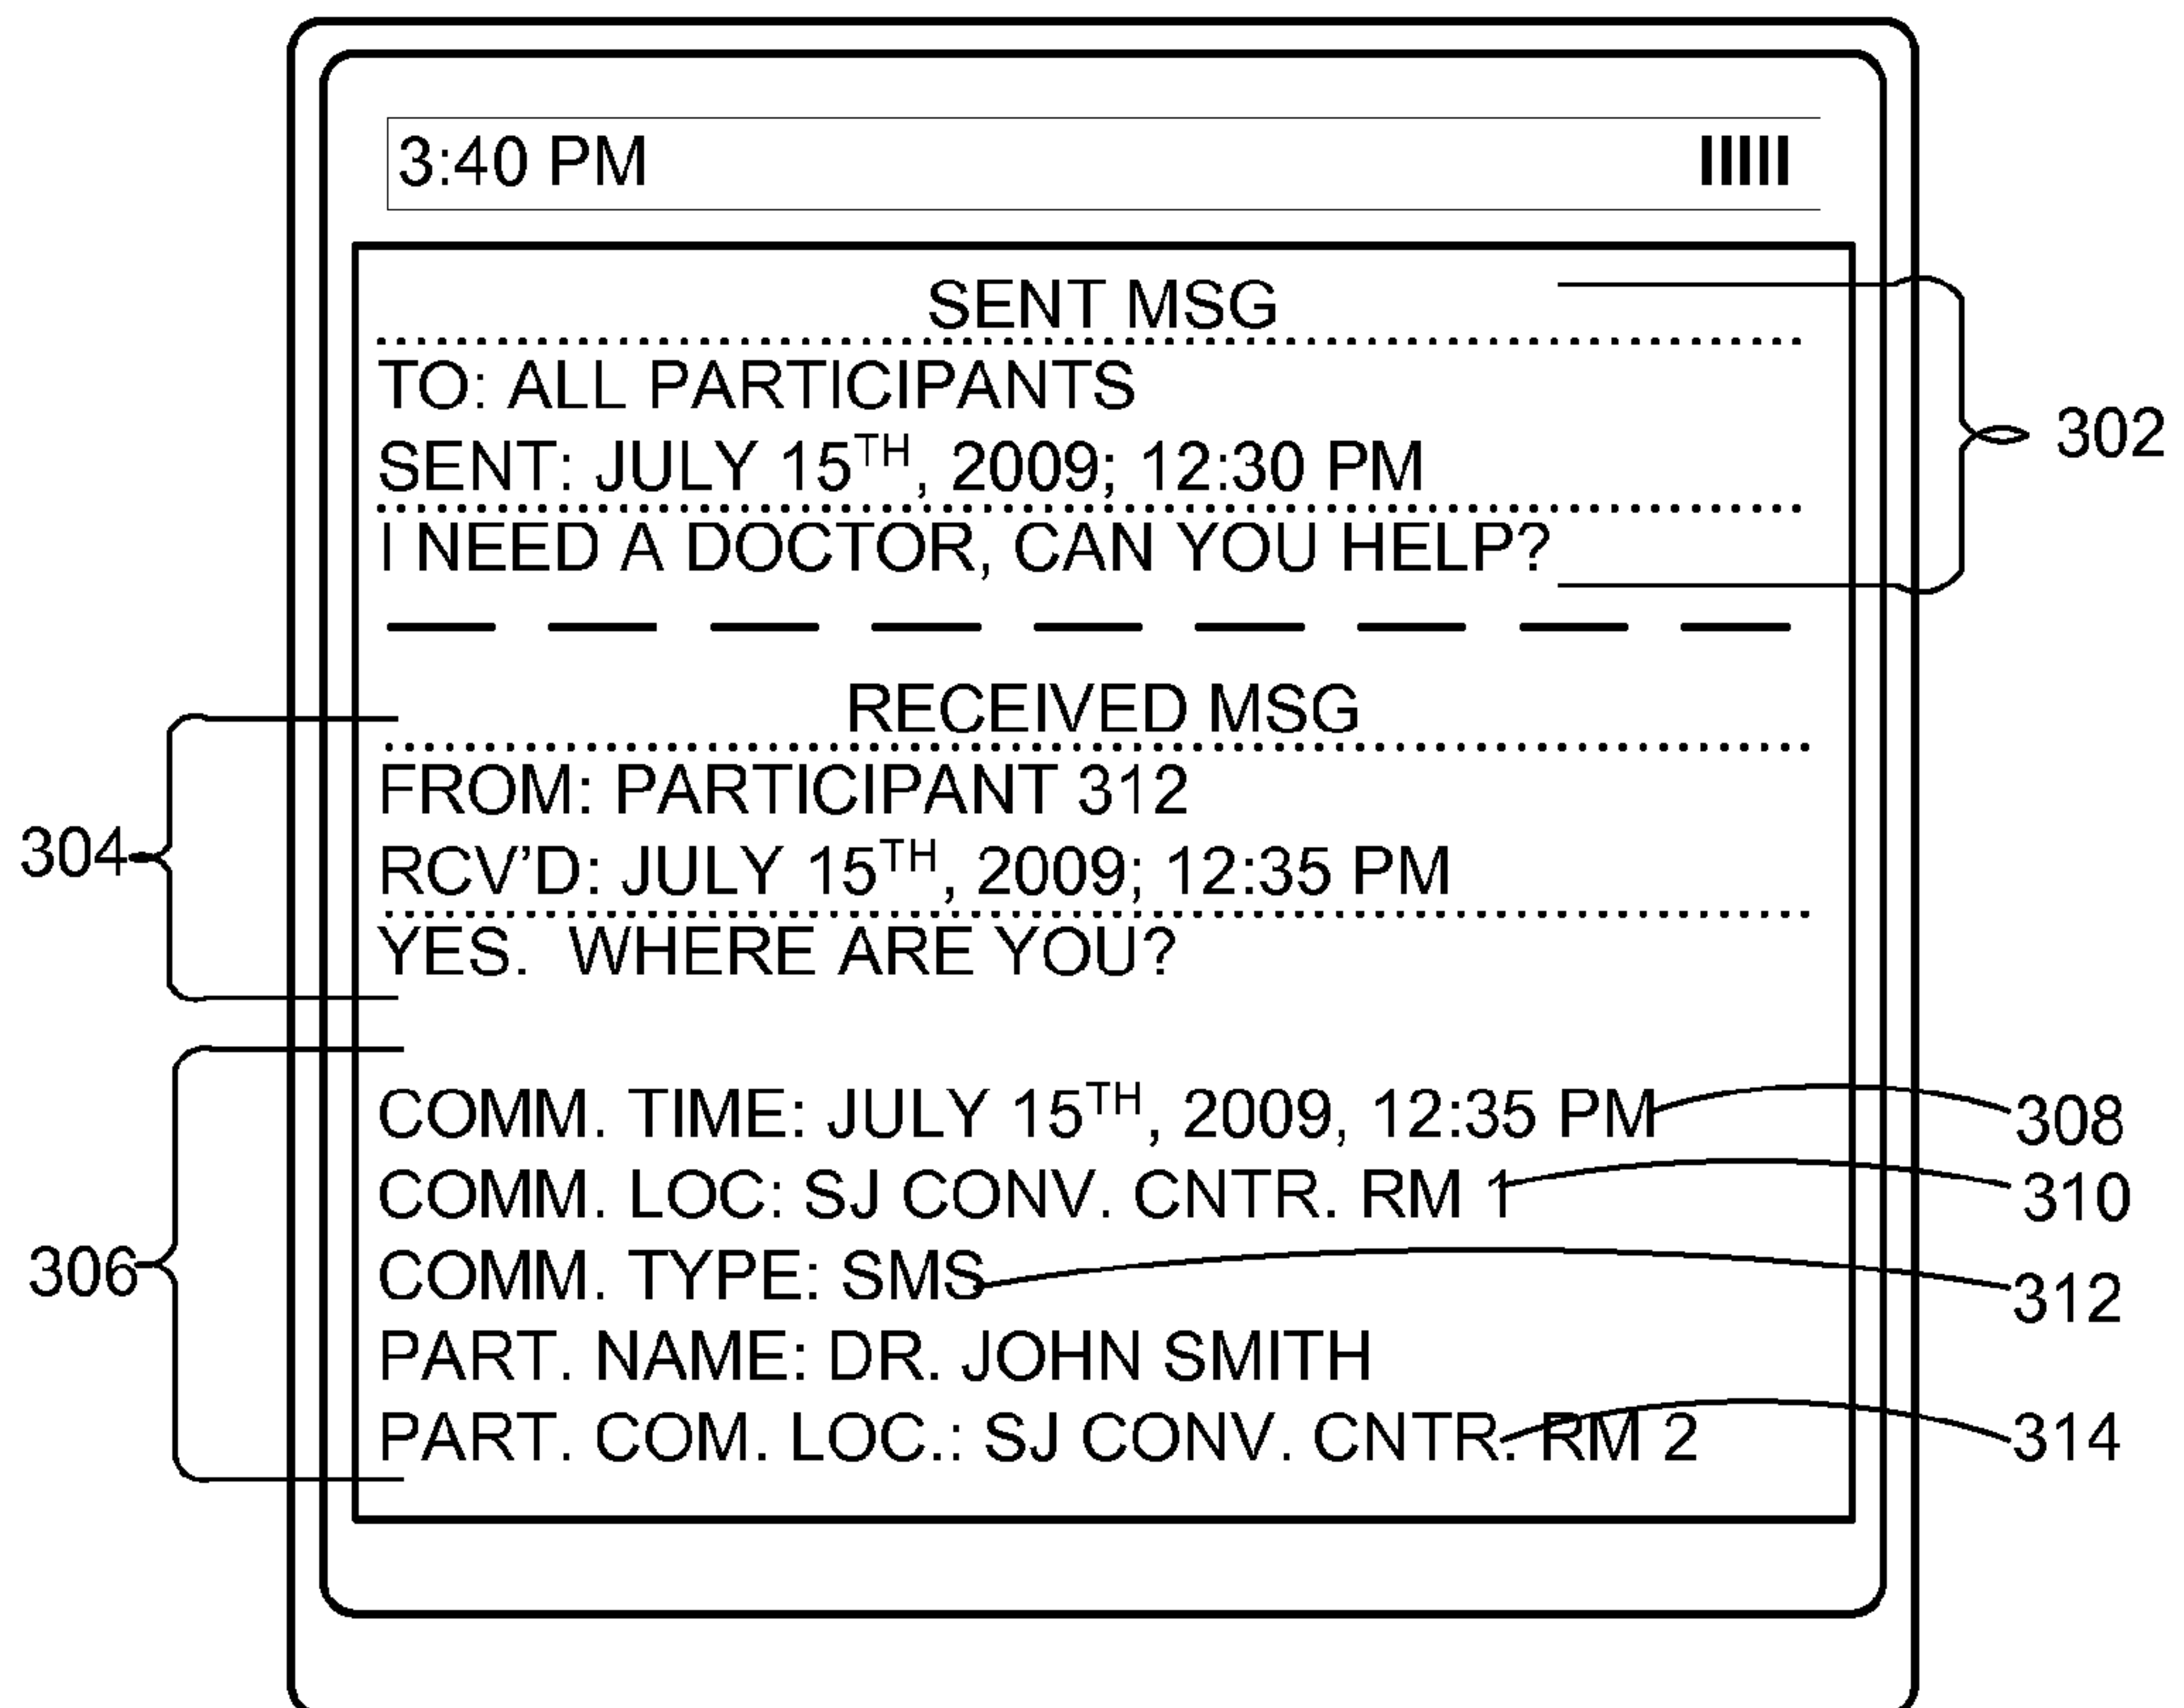 3:40 PM
SENT MSG
TO: ALL PARTICIPANTS
SENT: JULY 15TH, 2009; 12:30 PM
302
I NEED A DOCTOR, CAN YOU HELP?
RECEIVED MSG
FROM: PARTICIPANT 312
304
RCV'D: JULY 15TH, 2009; 12:35 PM
YES. WHERE ARE YOU?
COMM. TIME: JULY 15TH, 2009, 12:35 PM
308
COMM. LOC: SJ CONV. CNTR. RM 1
310
306
COMM. TYPE: SMS
312
PART. NAME: DR. JOHN SMITH
PART. COM. LOC.: SJ CONV. CNTR. RM 2
314